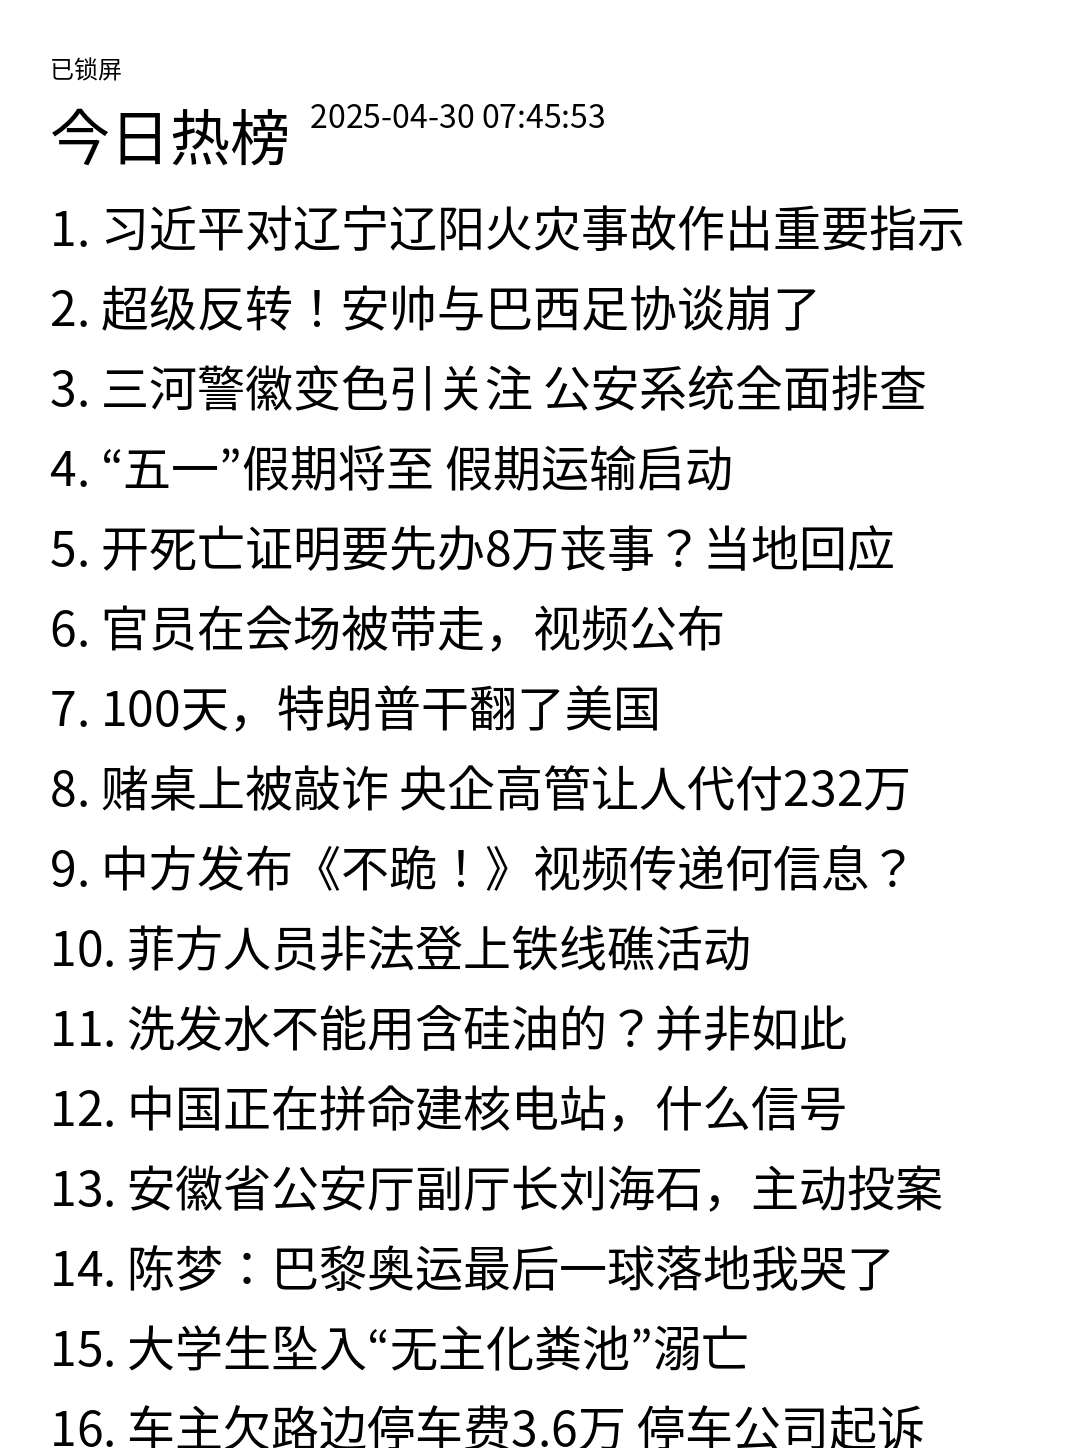 已锁屏
今日热榜 2025-04-30 07:45:53
1. 习近平对辽宁辽阳火灾事故作出重要指示
2. 超级反转！安帅与巴西足协谈崩了
3. 三河警徽变色引关注 公安系统全面排查
4. “五一”假期将至 假期运输启动
5. 开死亡证明要先办8万丧事？当地回应
6. 官员在会场被带走，视频公布
7. 100天，特朗普干翻了美国
8. 赌桌上被敲诈 央企高管让人代付232万
9. 中方发布《不跪！》视频传递何信息？
10. 菲方人员非法登上铁线礁活动
11. 洗发水不能用含硅油的？并非如此
12. 中国正在拼命建核电站，什么信号
13. 安徽省公安厅副厅长刘海石，主动投案
14. 陈梦：巴黎奥运最后一球落地我哭了
15. 大学生坠入“无主化粪池”溺亡
16. 车主欠路边停车费3.6万 停车公司起诉